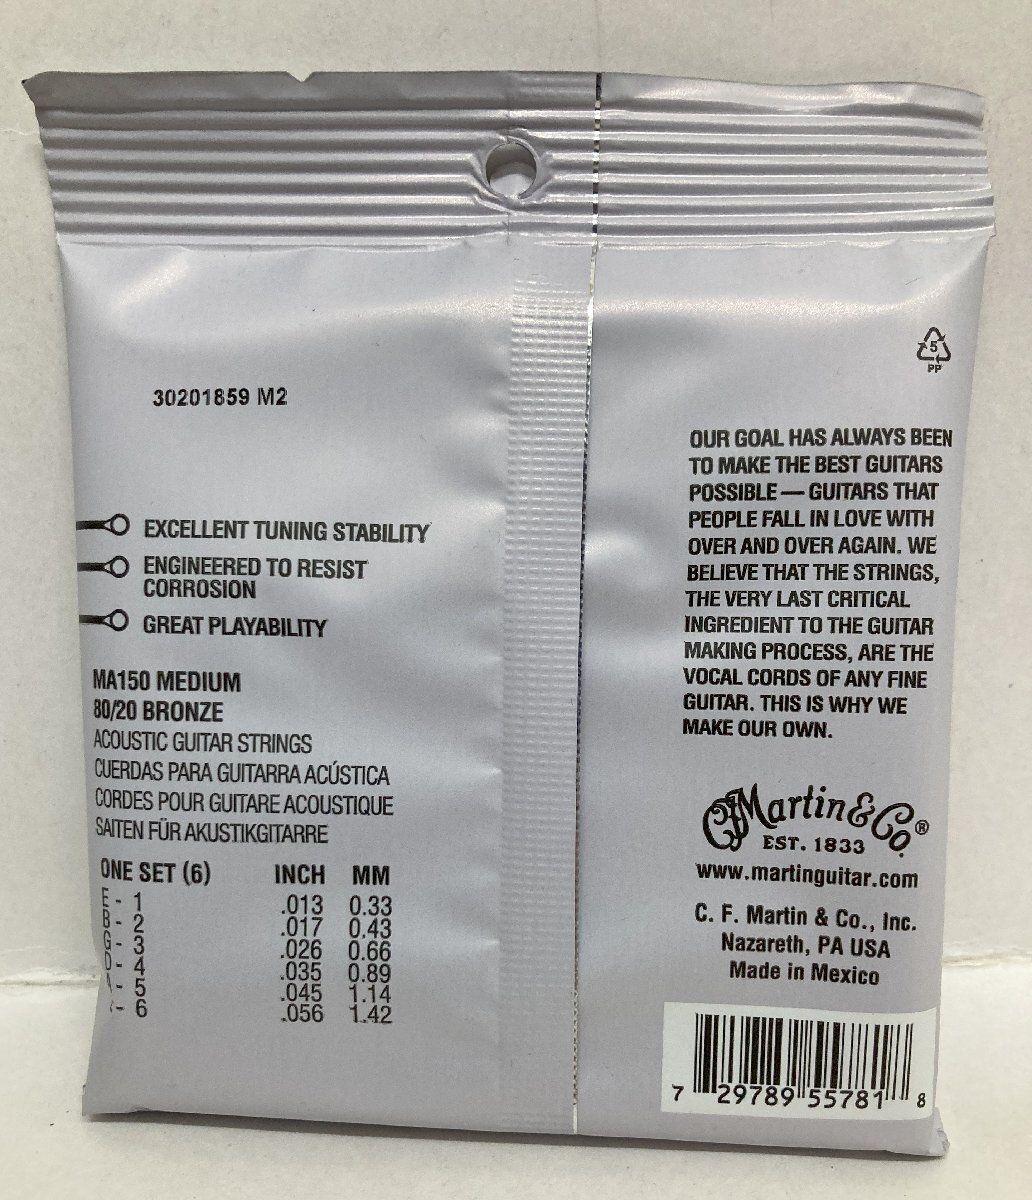 30201859 M2
EXCELLENT TUNING STABILITY
ENGINEERED TO RESIST
CORROSION
GREAT PLAYABILITY
MA150 MEDIUM
80/20 BRONZE
ACOUSTIC GUITAR STRINGS
CUERDAS PARA GUITARRA ACÚSTICA
CORDES POUR GUITARE ACOUSTIQUE
SAITEN FÜR AKUSTIKGITARRE
ONE SET (6) INCH MM
E - 1 .013 0.33
B - 2 .017 0.43
G - 3 .026 0.66
D - 4 .035 0.89
- 5 .045 1.14
- 6 .056 1.42
5
PP
OUR GOAL HAS ALWAYS BEEN
TO MAKE THE BEST GUITARS
POSSIBLE — GUITARS THAT
PEOPLE FALL IN LOVE WITH
OVER AND OVER AGAIN. WE
BELIEVE THAT THE STRINGS,
THE VERY LAST CRITICAL
INGREDIENT TO THE GUITAR
MAKING PROCESS, ARE THE
VOCAL CORDS OF ANY FINE
GUITAR. THIS IS WHY WE
MAKE OUR OWN.
CF Martin & Co.®
EST. 1833
www.martinguitar.com
C. F. Martin & Co., Inc.
Nazareth, PA USA
Made in Mexico
7 29789 55781 8